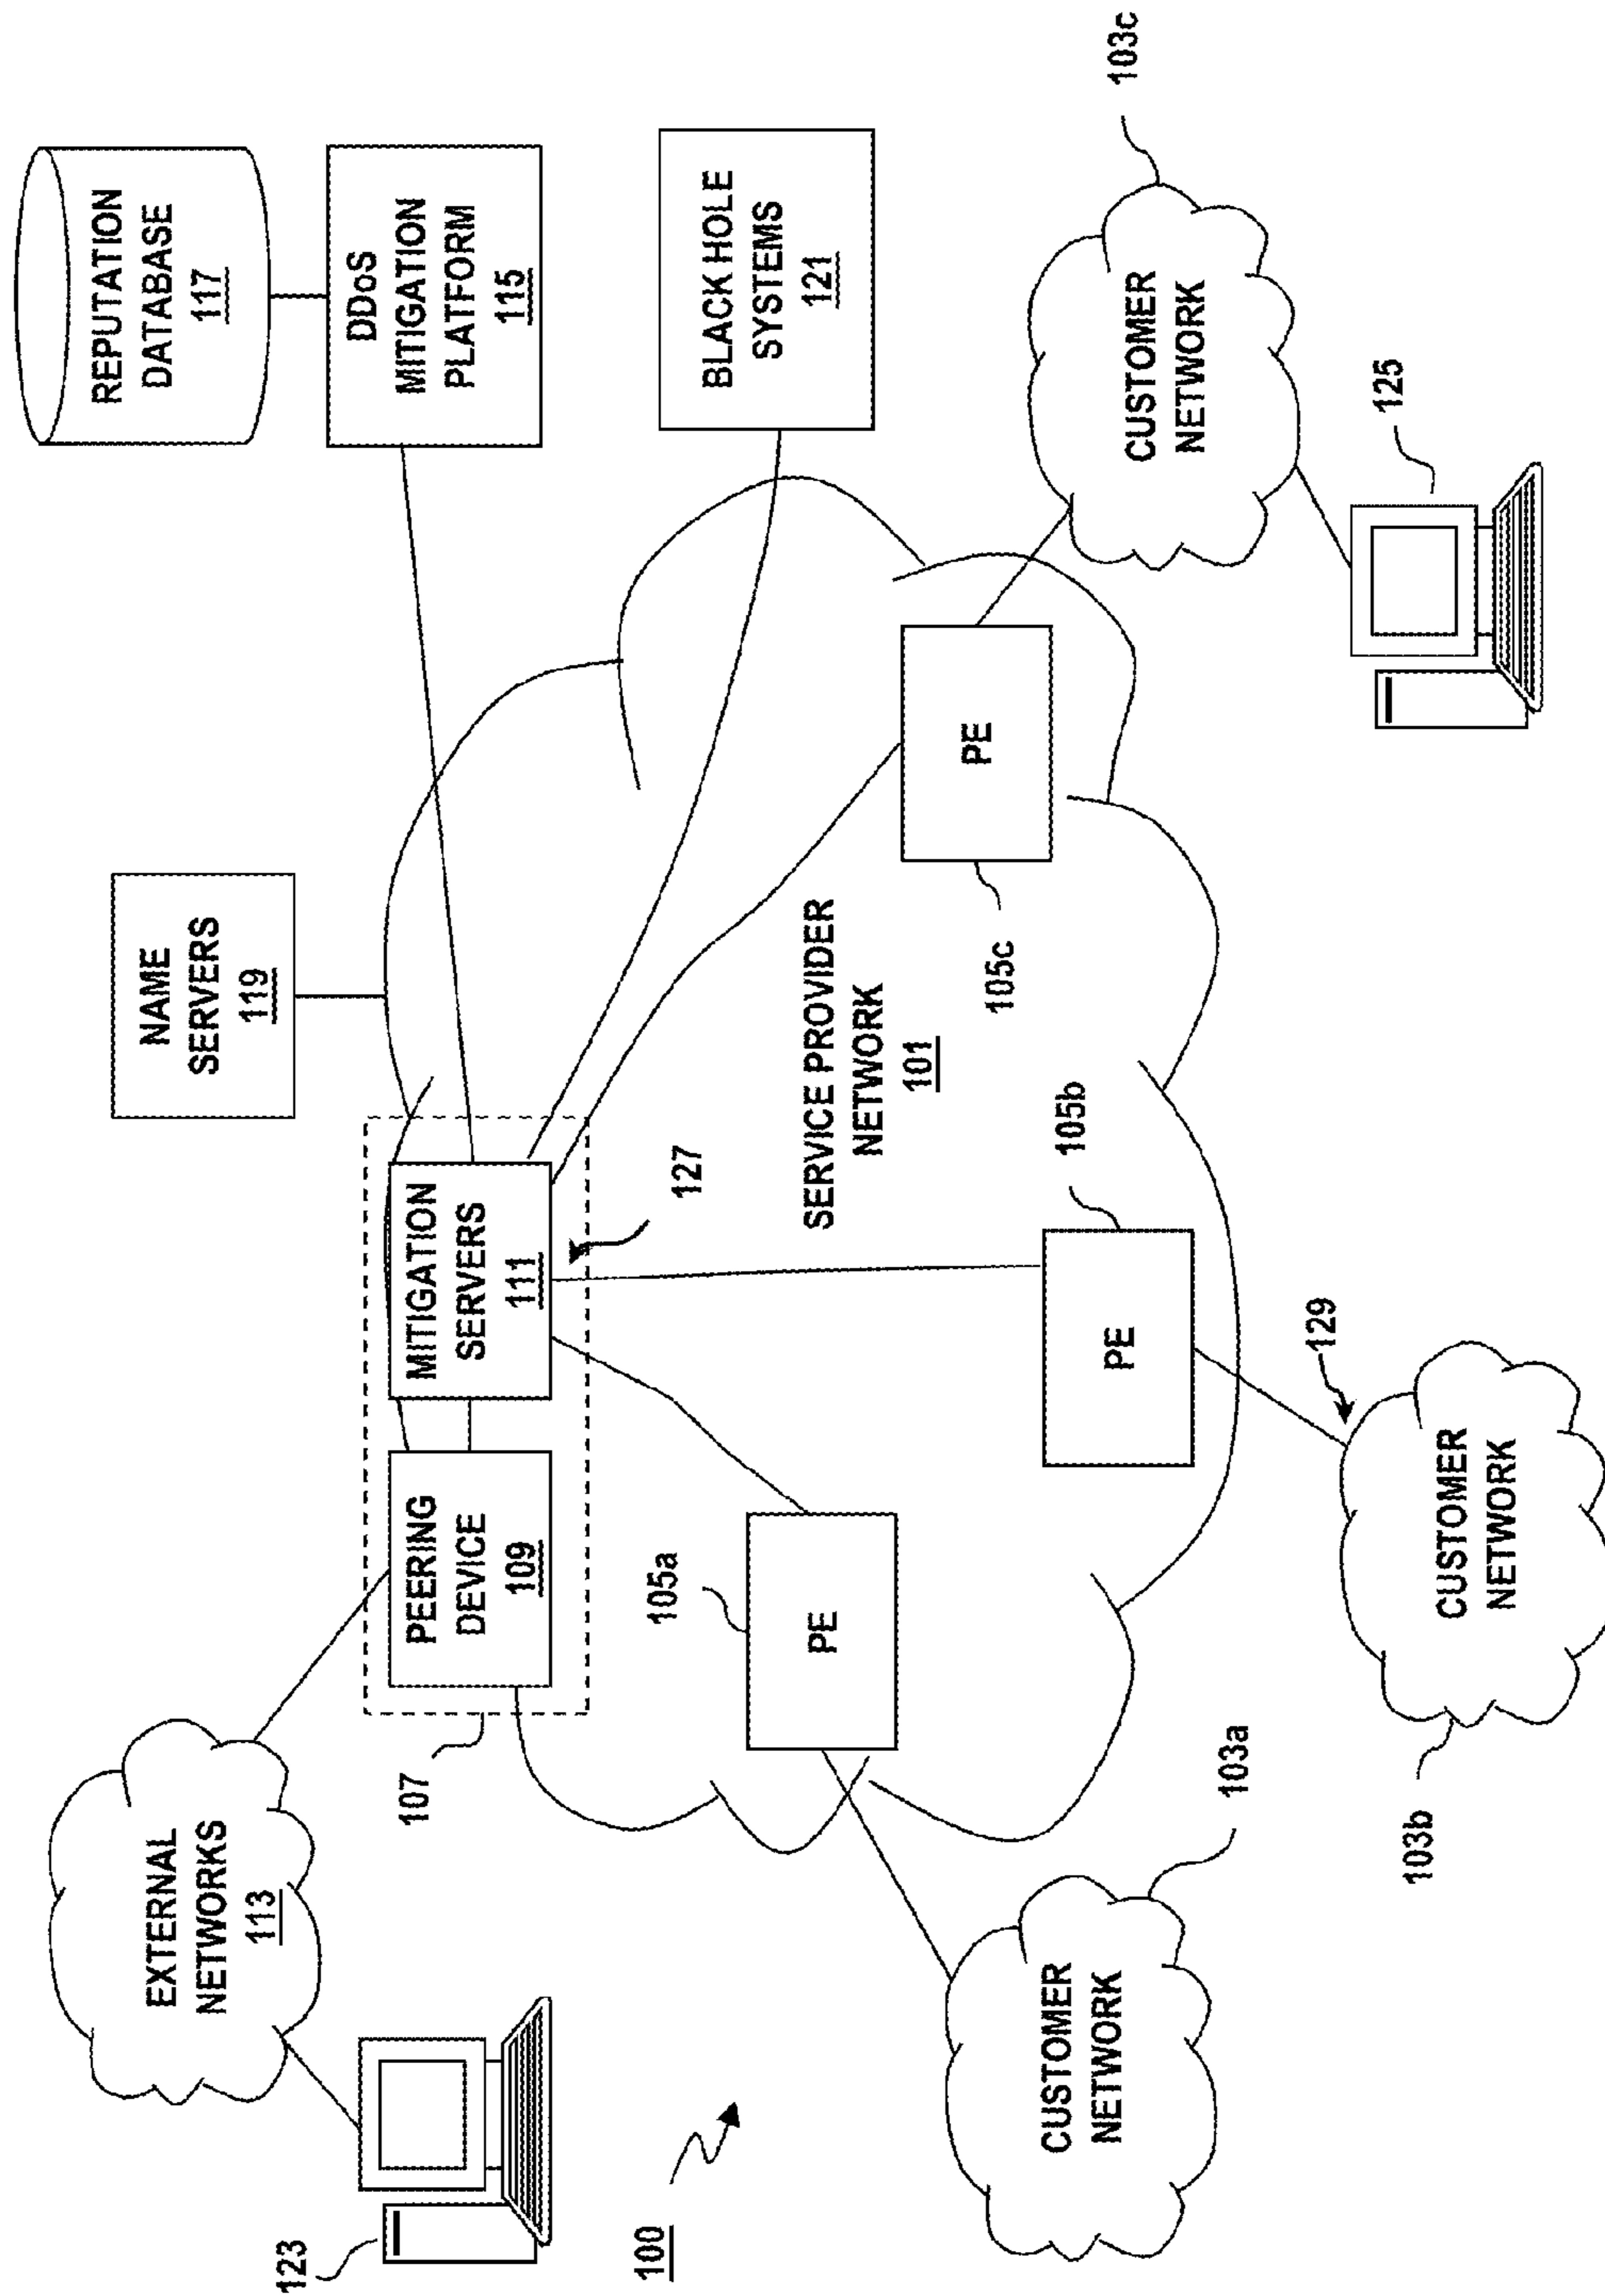 REPUTATION
DATABASE
117
DDoS
MITIGATION
PLATFORM
115
NAME
SERVERS
119
BLACK HOLE
SYSTEMS
121
EXTERNAL
NETWORKS
113
123
107
PEERING
DEVICE
109
MITIGATION
SERVERS
111
127
SERVICE PROVIDER
NETWORK
101
PE
105a
PE
105b
PE
105c
103c
CUSTOMER
NETWORK
125
100
CUSTOMER
NETWORK
103a
129
CUSTOMER
NETWORK
103b